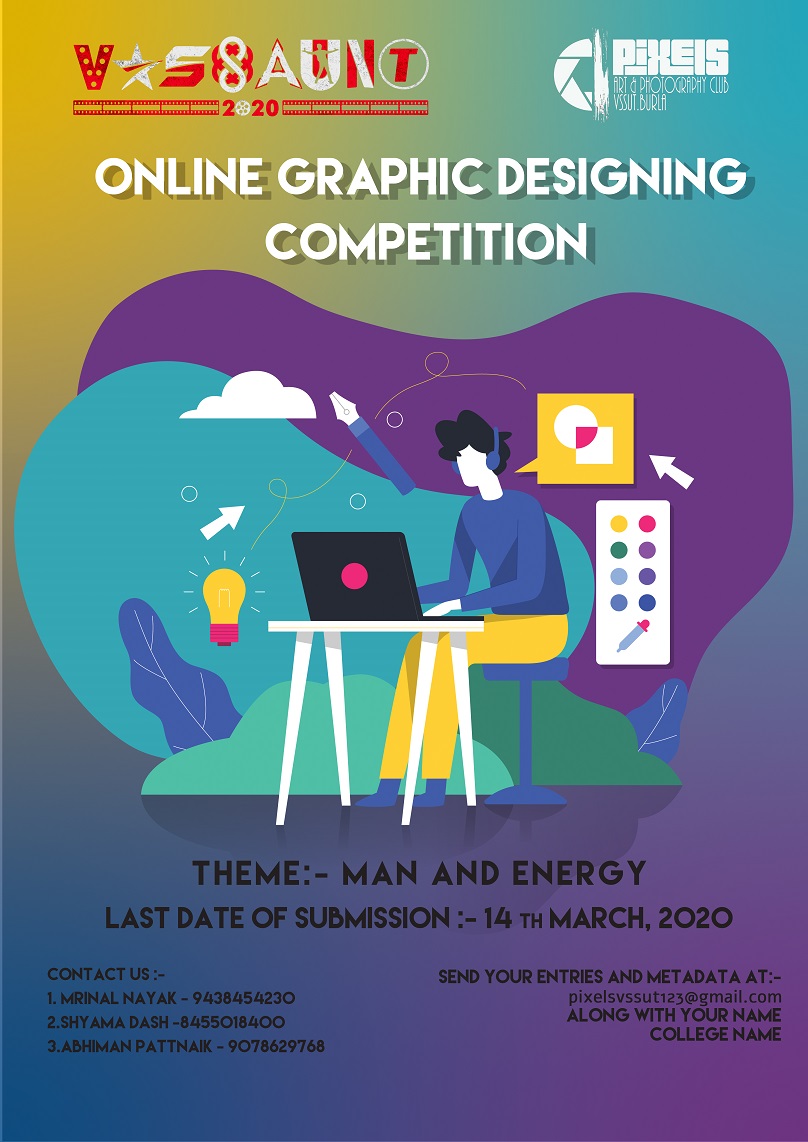 VASSAUNT
2020
PIXELS
ART & PHOTOGRAPHY CLUB
VSSUT.BURLA
ONLINE GRAPHIC DESIGNING
COMPETITION
THEME:- MAN AND ENERGY
LAST DATE OF SUBMISSION :- 14 TH MARCH, 2020
CONTACT US :-
1. MRINAL NAYAK - 9438454230
2.SHYAMA DASH -8455018400
3.ABHIMAN PATTNAIK - 9078629768
SEND YOUR ENTRIES AND METADATA AT:-
pixelsvssut123@gmail.com
ALONG WITH YOUR NAME
COLLEGE NAME